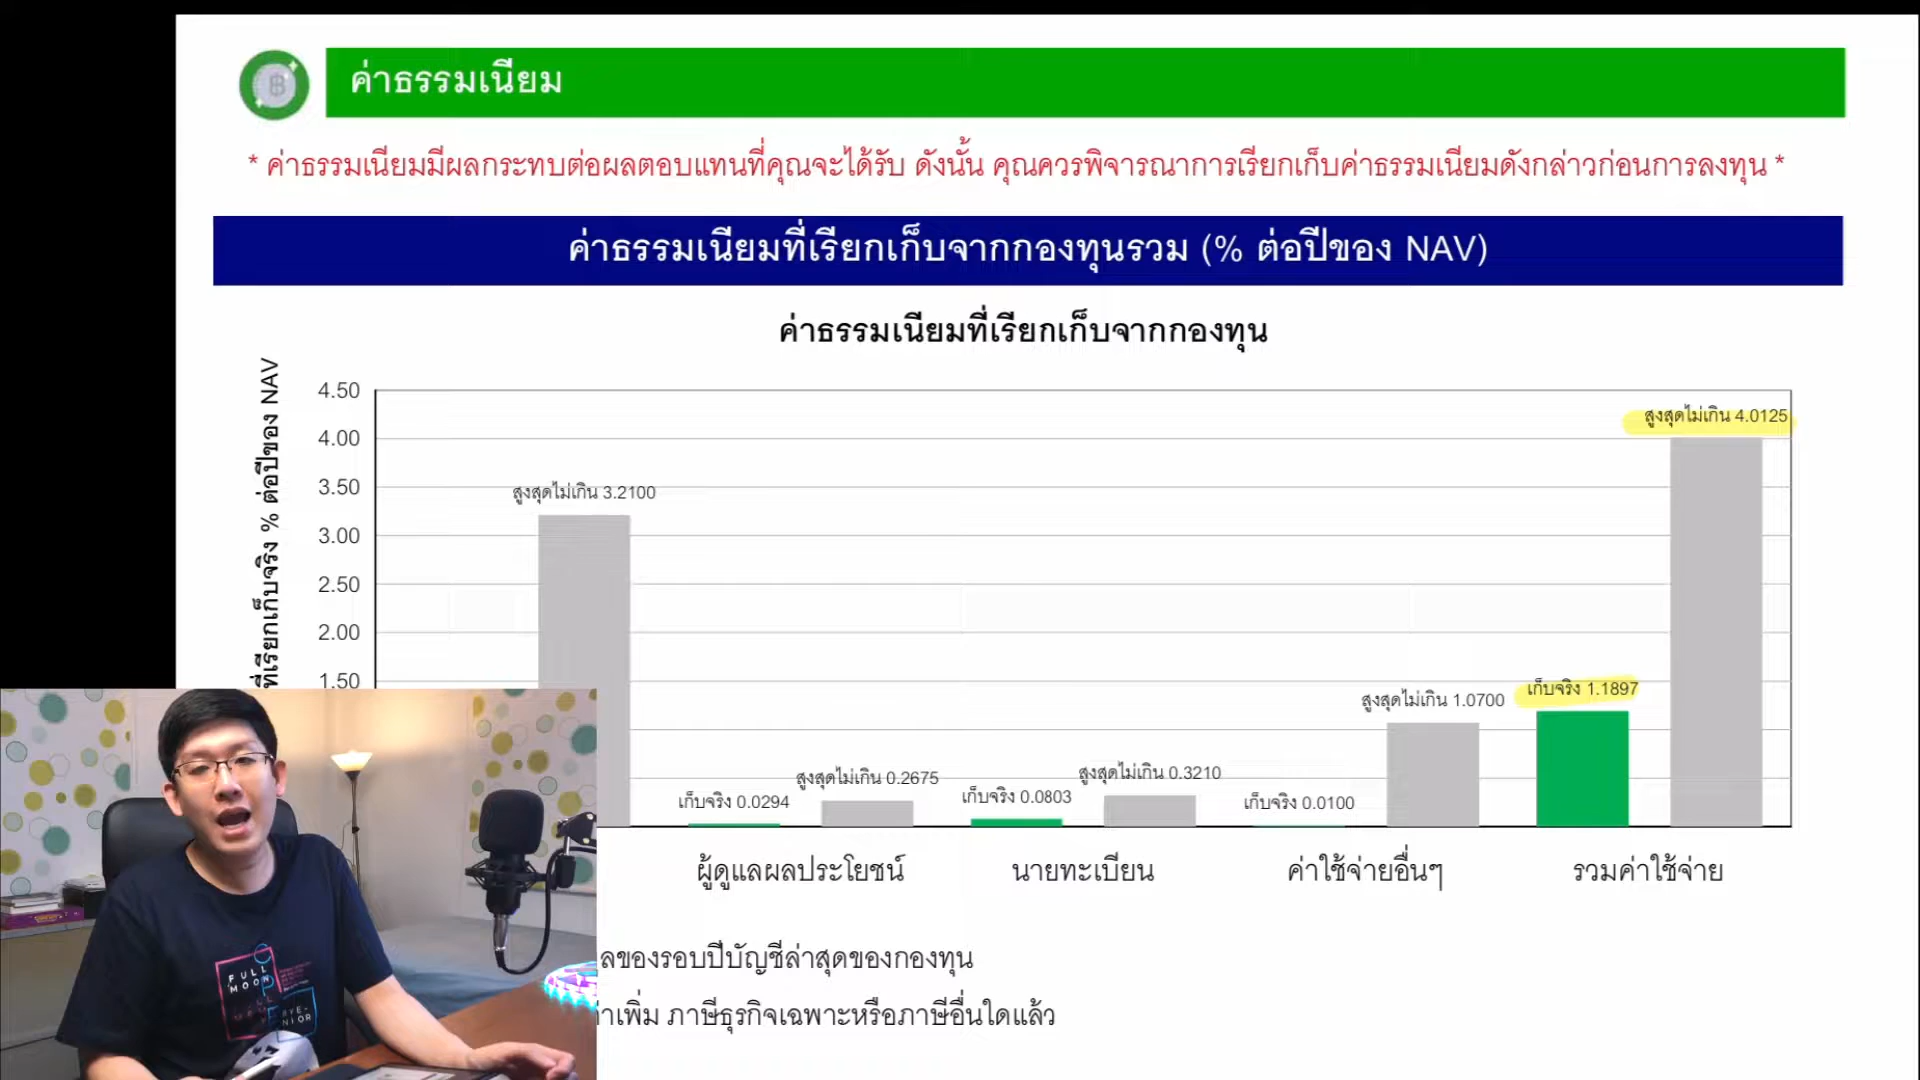 ค่าธรรมเนียม
* ค่าธรรมเนียมมีผลกระทบต่อผลตอบแทนที่คุณจะได้รับ ดังนั้น คุณควรพิจารณาการเรียกเก็บค่าธรรมเนียมดังกล่าวก่อนการลงทุน *
ค่าธรรมเนียมที่เรียกเก็บจากกองทุนรวม (% ต่อปีของ NAV)
ค่าธรรมเนียมที่เรียกเก็บจากกองทุน
ที่เรียกเก็บจริง % ต่อปีของ NAV
4.50
4.00
3.50
3.00
2.50
2.00
1.50
สูงสุดไม่เกิน 3.2100
เก็บจริง 0.0294
สูงสุดไม่เกิน 0.2675
เก็บจริง 0.0803
สูงสุดไม่เกิน 0.3210
เก็บจริง 0.0100
สูงสุดไม่เกิน 1.0700
เก็บจริง 1.1897
สูงสุดไม่เกิน 4.0125
ผู้ดูแลผลประโยชน์
นายทะเบียน
ค่าใช้จ่ายอื่นๆ
รวมค่าใช้จ่าย
ลของรอบปีบัญชีล่าสุดของกองทุน
าเพิ่ม ภาษีธุรกิจเฉพาะหรือภาษีอื่นใดแล้ว
FULL
MOON